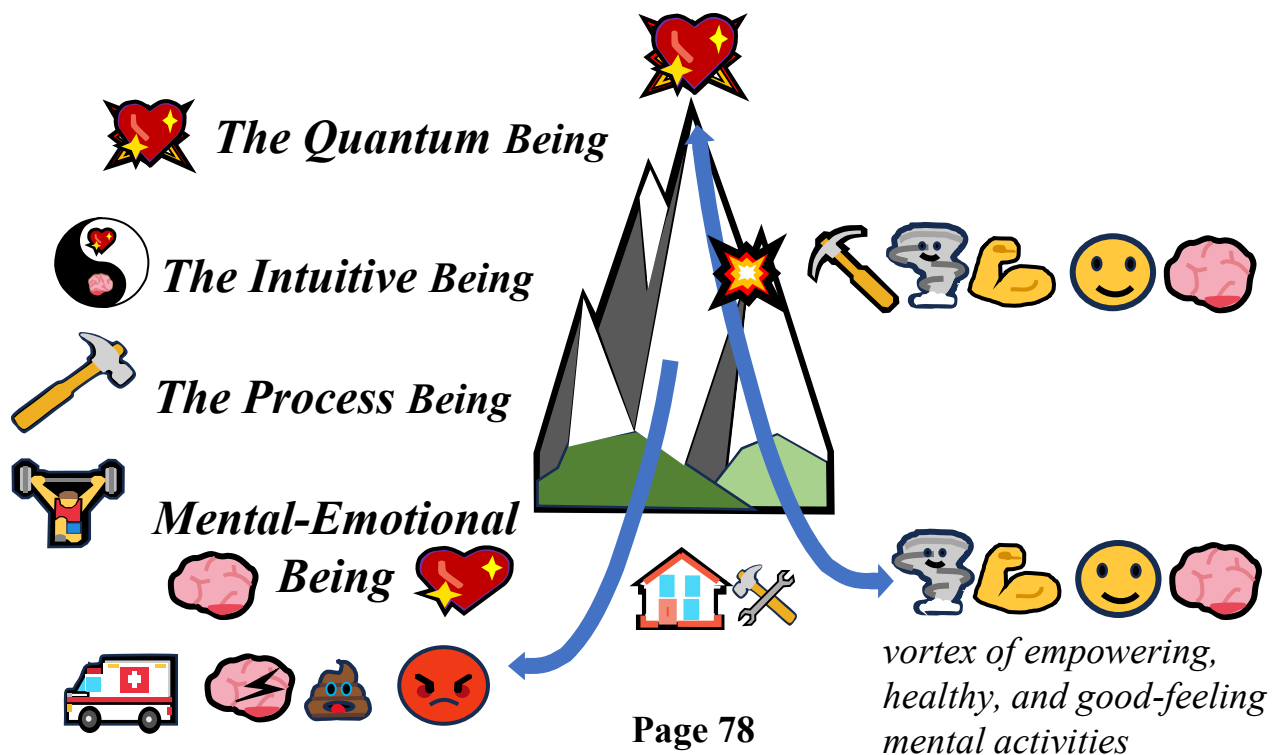 The Quantum Being
The Intuitive Being
The Process Being
Mental-Emotional
Being
vortex of empowering,
healthy, and good-feeling
mental activities
Page 78